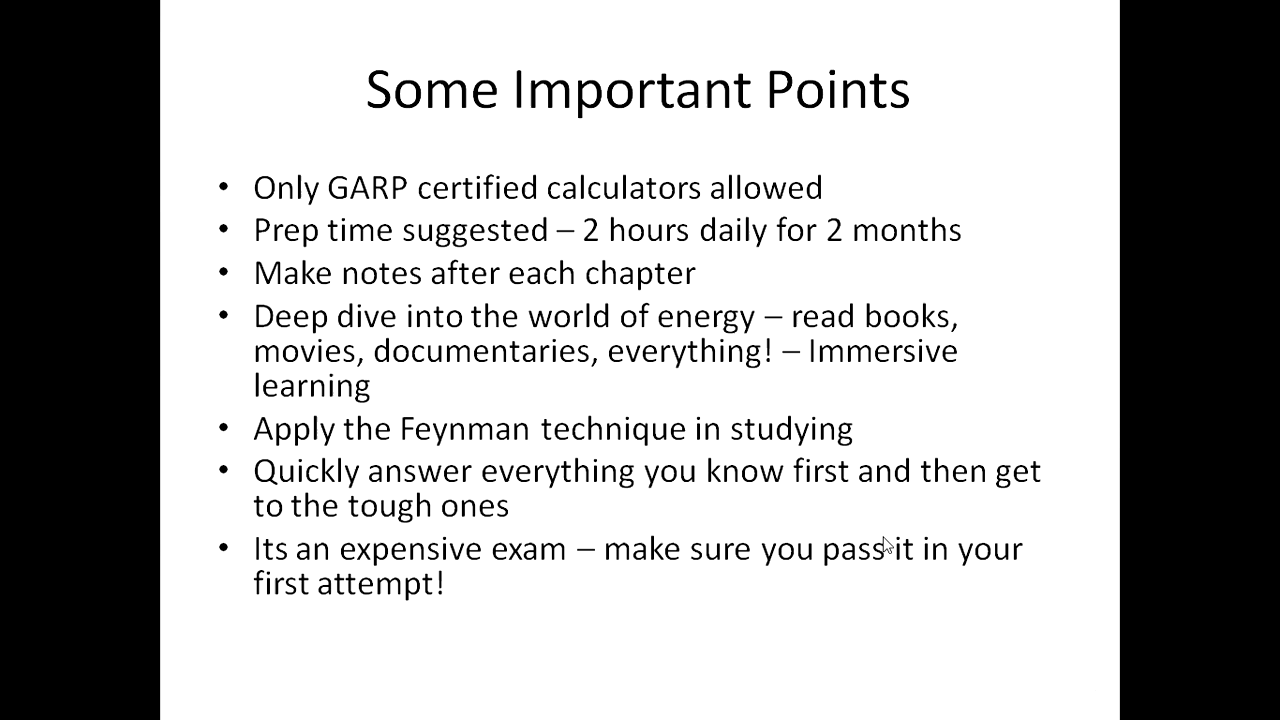 Some Important Points
• Only GARP certified calculators allowed
• Prep time suggested – 2 hours daily for 2 months
• Make notes after each chapter
• Deep dive into the world of energy – read books,
movies, documentaries, everything! – Immersive
learning
• Apply the Feynman technique in studying
• Quickly answer everything you know first and then get
to the tough ones
• Its an expensive exam – make sure you pass it in your
first attempt!